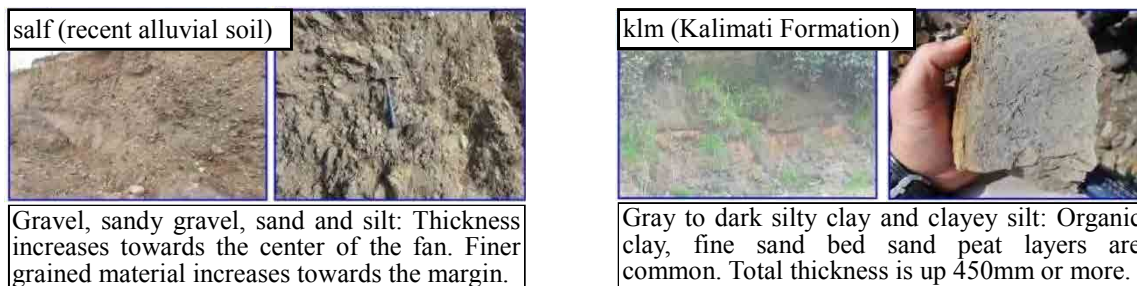 salf (recent alluvial soil)
Gravel, sandy gravel, sand and silt: Thickness
increases towards the center of the fan. Finer
grained material increases towards the margin.
klm (Kalimati Formation)
Gray to dark silty clay and clayey silt: Organic
clay, fine sand bed sand peat layers are
common. Total thickness is up 450mm or more.